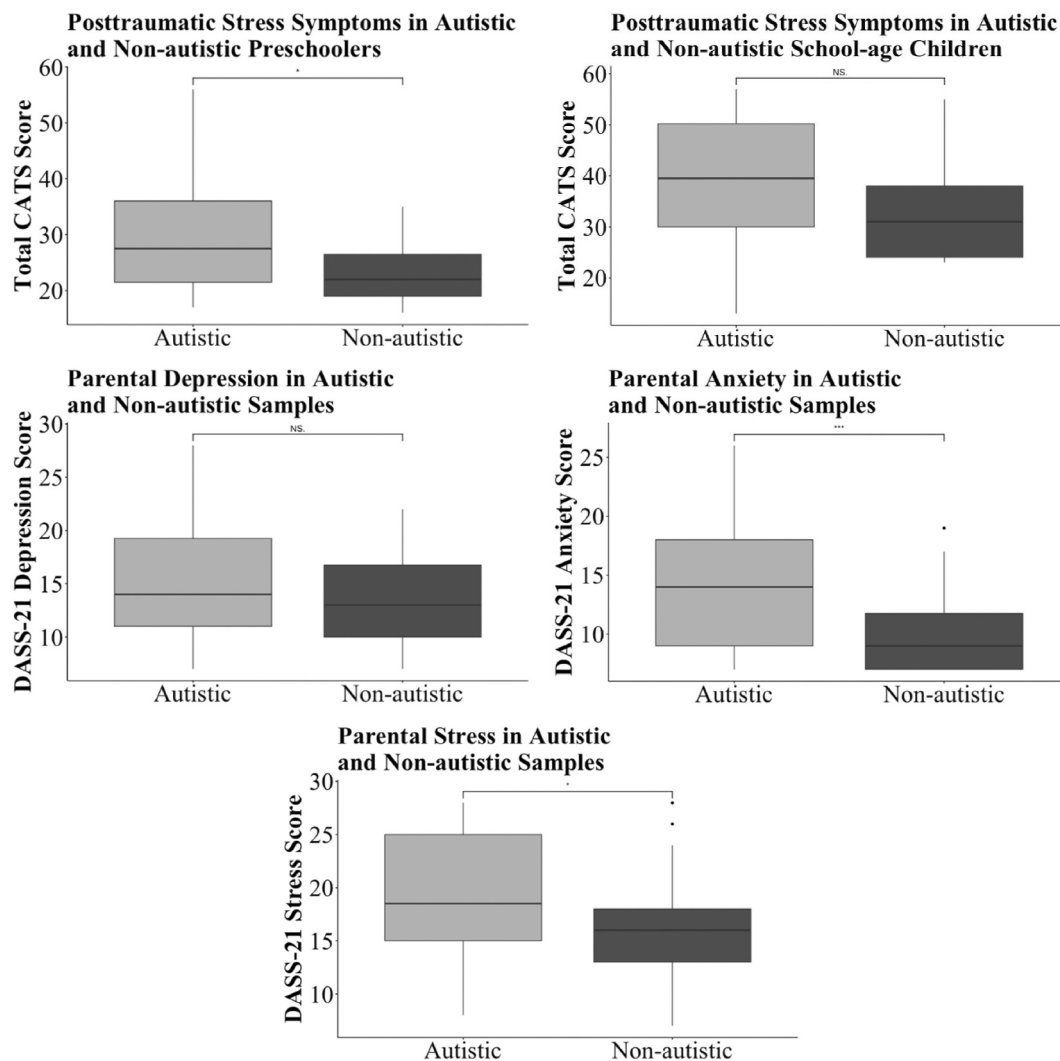 Posttraumatic Stress Symptoms in Autistic
and Non-autistic Preschoolers
60
50
40
30
20
Total CATS Score
*
Autistic
Non-autistic
Posttraumatic Stress Symptoms in Autistic
and Non-autistic School-age Children
60
50
40
30
20
Total CATS Score
NS.
Autistic
Non-autistic
Parental Depression in Autistic
and Non-autistic Samples
30
25
20
15
10
DASS-21 Depression Score
NS.
Autistic
Non-autistic
Parental Anxiety in Autistic
and Non-autistic Samples
25
20
15
10
DASS-21 Anxiety Score
***
Autistic
Non-autistic
Parental Stress in Autistic
and Non-autistic Samples
30
25
20
15
10
DASS-21 Stress Score
*
Autistic
Non-autistic